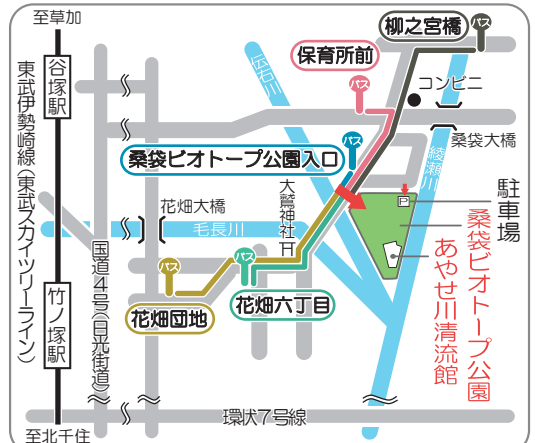 至草加
谷塚駅
東武伊勢崎線(東武スカイツリーライン)
竹ノ塚駅
至北千住
国道4号(日光街道)
伝右川
柳之宮橋
バス
保育所前
バス
コンビニ
桑袋大橋
綾瀬川
バス
桑袋ビオトープ公園入口
花畑大橋
毛長川
大鷲神社
P
駐車場
桑袋ビオトープ公園
あやせ川清流館
バス
花畑団地
バス
花畑六丁目
環状7号線